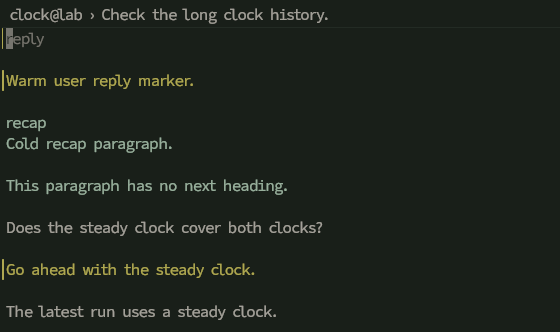 clock@lab › Check the long clock history.
reply
Warm user reply marker.
recap
Cold recap paragraph.
This paragraph has no next heading.
Does the steady clock cover both clocks?
Go ahead with the steady clock.
The latest run uses a steady clock.